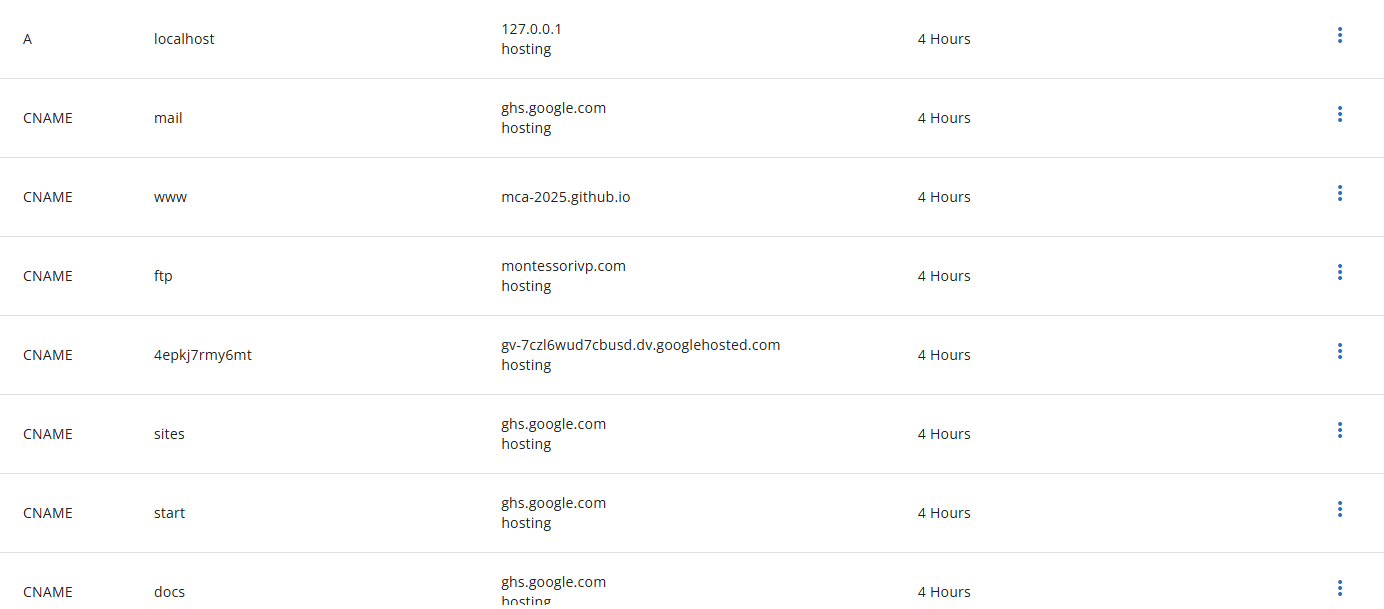 A localhost 127.0.0.1 4 Hours
hosting
CNAME mail ghs.google.com 4 Hours
hosting
CNAME www mca-2025.github.io 4 Hours
CNAME ftp montessorivp.com 4 Hours
hosting
CNAME 4epkj7rmy6mt gv-7czl6wud7cbusd.dv.googlehosted.com 4 Hours
hosting
CNAME sites ghs.google.com 4 Hours
hosting
CNAME start ghs.google.com 4 Hours
hosting
CNAME docs ghs.google.com 4 Hours
hosting